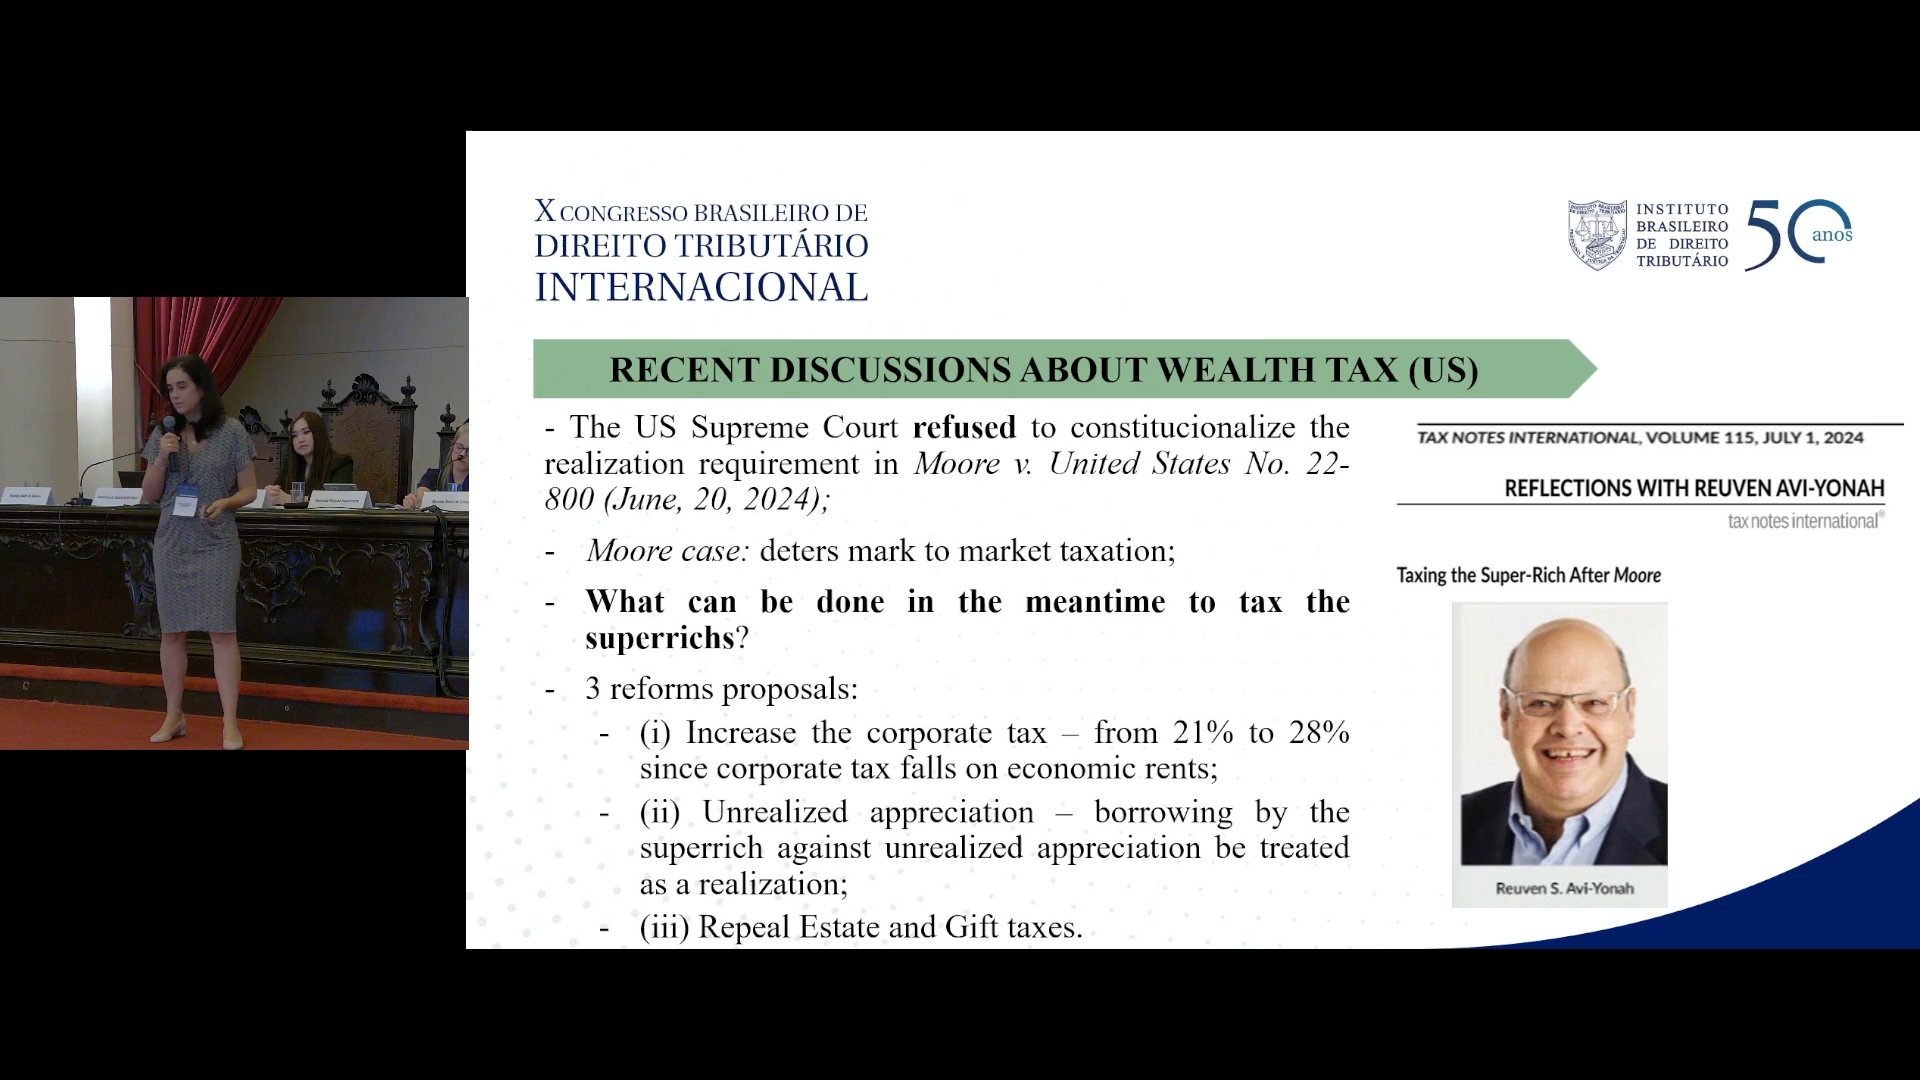 X CONGRESSO BRASILEIRO DE
DIREITO TRIBUTÁRIO
INTERNACIONAL
INSTITUTO
BRASILEIRO
DE DIREITO
TRIBUTÁRIO
50
anos
RECENT DISCUSSIONS ABOUT WEALTH TAX (US)
- The US Supreme Court refused to constitucionalize the
realization requirement in Moore v. United States No. 22-
800 (June, 20, 2024);
- Moore case: deters mark to market taxation;
- What can be done in the meantime to tax the
superrichs?
- 3 reforms proposals:
- (i) Increase the corporate tax – from 21% to 28%
since corporate tax falls on economic rents;
- (ii) Unrealized appreciation – borrowing by the
superrich against unrealized appreciation be treated
as a realization;
- (iii) Repeal Estate and Gift taxes.
TAX NOTES INTERNATIONAL, VOLUME 115, JULY 1, 2024
REFLECTIONS WITH REUVEN AVI-YONAH
tax notes international®
Taxing the Super-Rich After Moore
Reuven S. Avi-Yonah